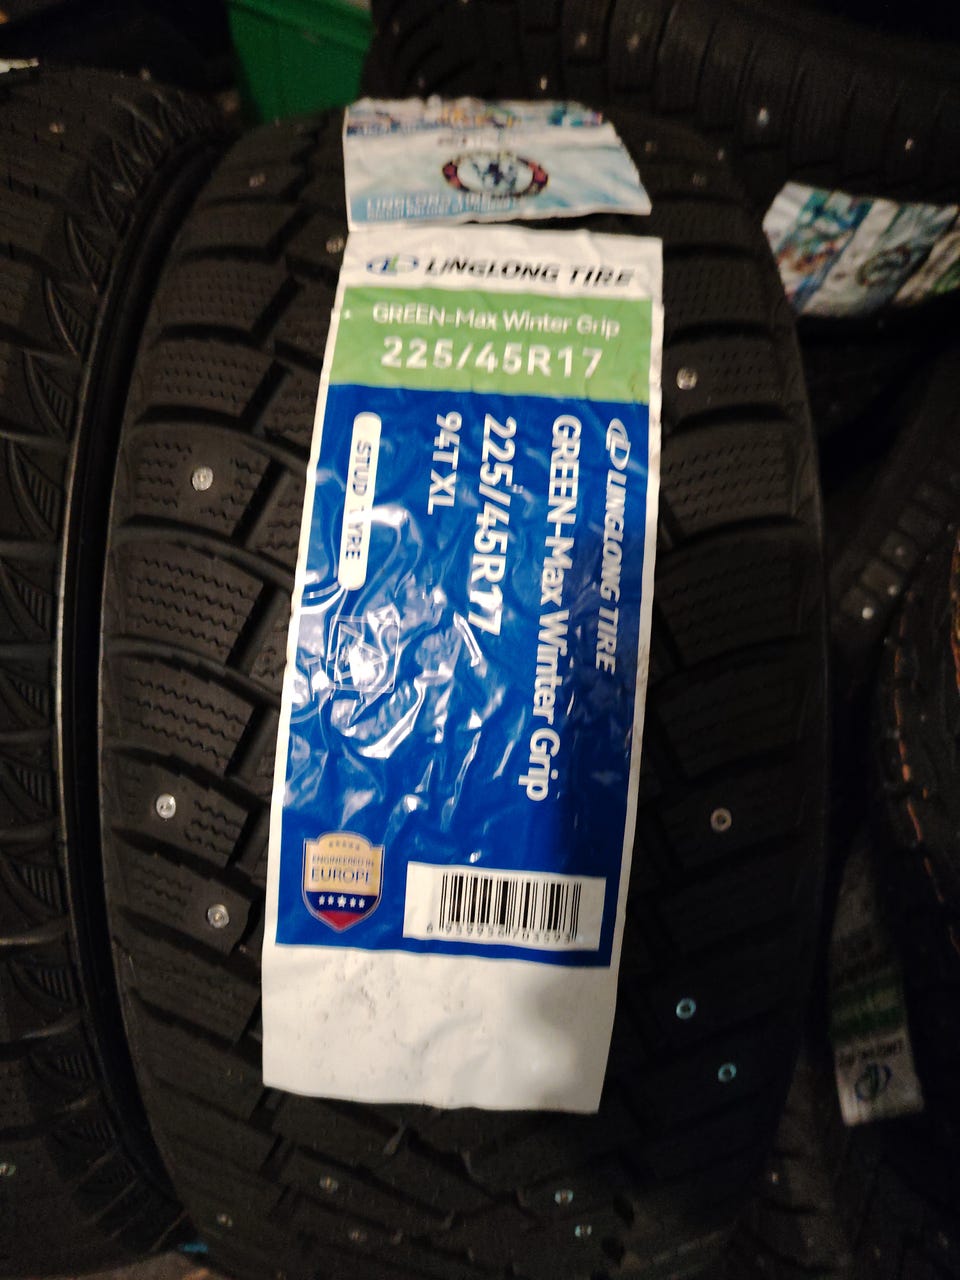 LINGLONG TIRE
GREEN-Max Winter Grip
225/45R17
LINGLONG TIRE
GREEN-Max Winter Grip
225/45R17
94T XL
STUD TYRE
ENGINEERED IN
EUROPE